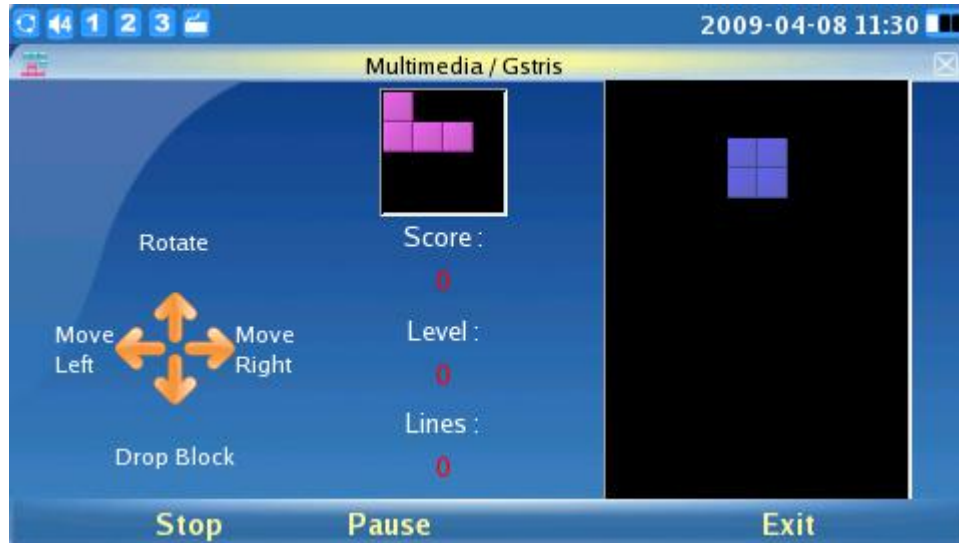 4 1 2 3 2009-04-08 11:30
Multimedia / Gstris
Rotate
Move Left
Move Right
Drop Block
Score :
0
Level :
0
Lines :
0
Stop Pause Exit